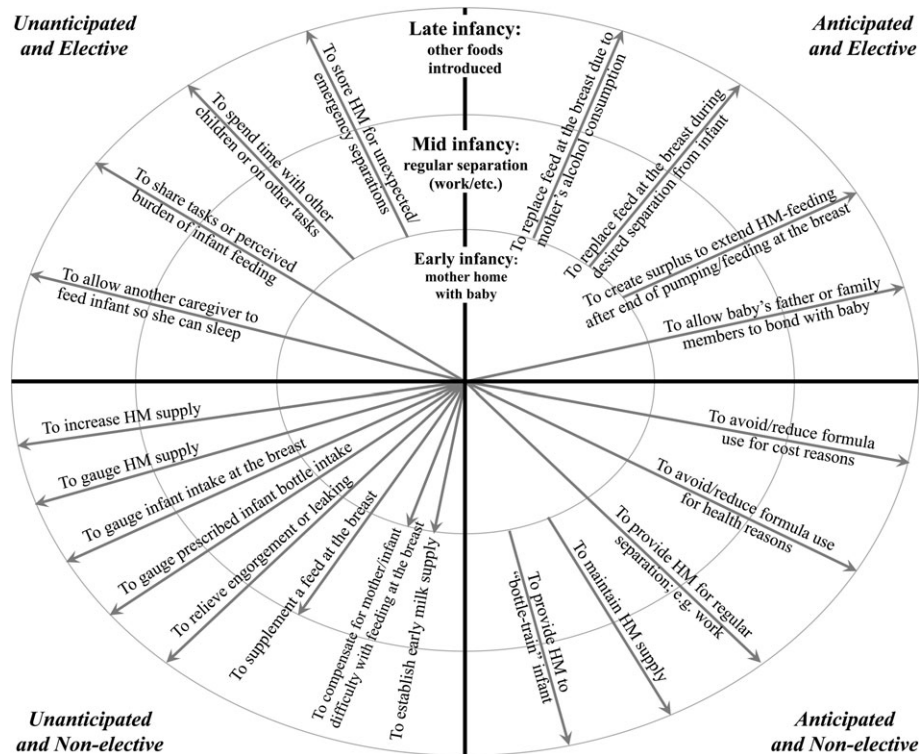 Unanticipated
and Elective
Late infancy:
other foods
introduced
Anticipated
and Elective
Mid infancy:
regular separation
(work/etc.)
Early infancy:
mother home
with baby
To store HM for unexpected/
emergency separations
To spend time with other
children or on other tasks
To share tasks or perceived
burden of infant feeding
To allow another caregiver to
feed infant so she can sleep
To replace feed at the breast due to
mother's alcohol consumption
To replace feed at the breast during
desired separation from infant
To create surplus to extend HM-feeding
after end of pumping/feeding at the breast
To allow baby's father or family
members to bond with baby
To increase HM supply
To gauge HM supply
To gauge infant intake at the breast
To gauge prescribed infant bottle intake
To relieve engorgement or leaking
To supplement a feed at the breast
To compensate for mother/infant
difficulty with feeding at the breast
To establish early milk supply
To avoid/reduce formula
use for cost reasons
To avoid/reduce formula use
for health reasons
To provide HM for regular
separation; e.g. work
To maintain HM supply
To provide HM to
"bottle-train" infant
Unanticipated
and Non-elective
Anticipated
and Non-elective